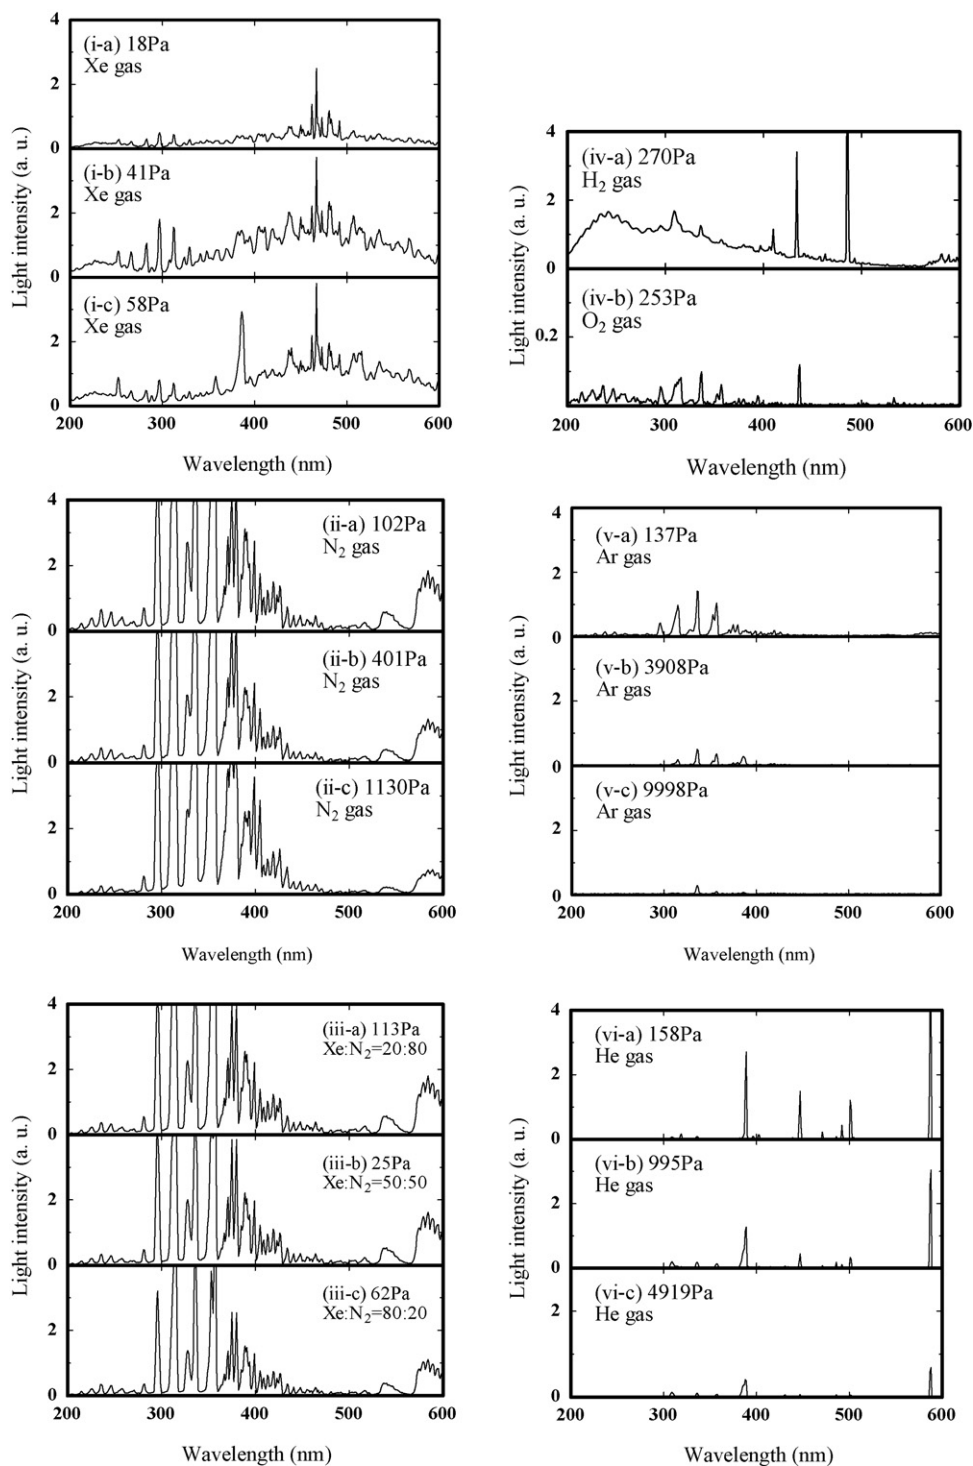 4
(i-a) 18Pa
Xe gas
2
0
(i-b) 41Pa
Xe gas
2
0
(i-c) 58Pa
Xe gas
2
0
200 300 400 500 600
Light intensity (a. u.)
Wavelength (nm)
4
(iv-a) 270Pa
H2 gas
2
0
(iv-b) 253Pa
O2 gas
0.2
200 300 400 500 600
Light intensity (a. u.)
Wavelength (nm)
4
(ii-a) 102Pa
N2 gas
2
0
(ii-b) 401Pa
N2 gas
2
0
(ii-c) 1130Pa
N2 gas
2
0
200 300 400 500 600
Light intensity (a. u.)
Wavelength (nm)
4
(v-a) 137Pa
Ar gas
2
0
(v-b) 3908Pa
Ar gas
2
0
(v-c) 9998Pa
Ar gas
2
0
200 300 400 500 600
Light intensity (a. u.)
Wavelength (nm)
4
(iii-a) 113Pa
Xe:N2=20:80
2
0
(iii-b) 25Pa
Xe:N2=50:50
2
0
(iii-c) 62Pa
Xe:N2=80:20
2
0
200 300 400 500 600
Light intensity (a. u.)
Wavelength (nm)
4
(vi-a) 158Pa
He gas
2
0
(vi-b) 995Pa
He gas
2
0
(vi-c) 4919Pa
He gas
2
0
200 300 400 500 600
Light intensity (a. u.)
Wavelength (nm)